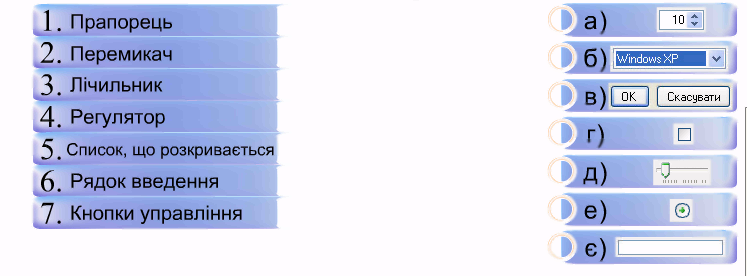 1. Прапорець
2. Перемикач
3. Лічильник
4. Регулятор
5. Список, що розкривається
6. Рядок введення
7. Кнопки управління
а) 10
б) Windows XP
в) OK Скасувати
г)
д)
е)
є)